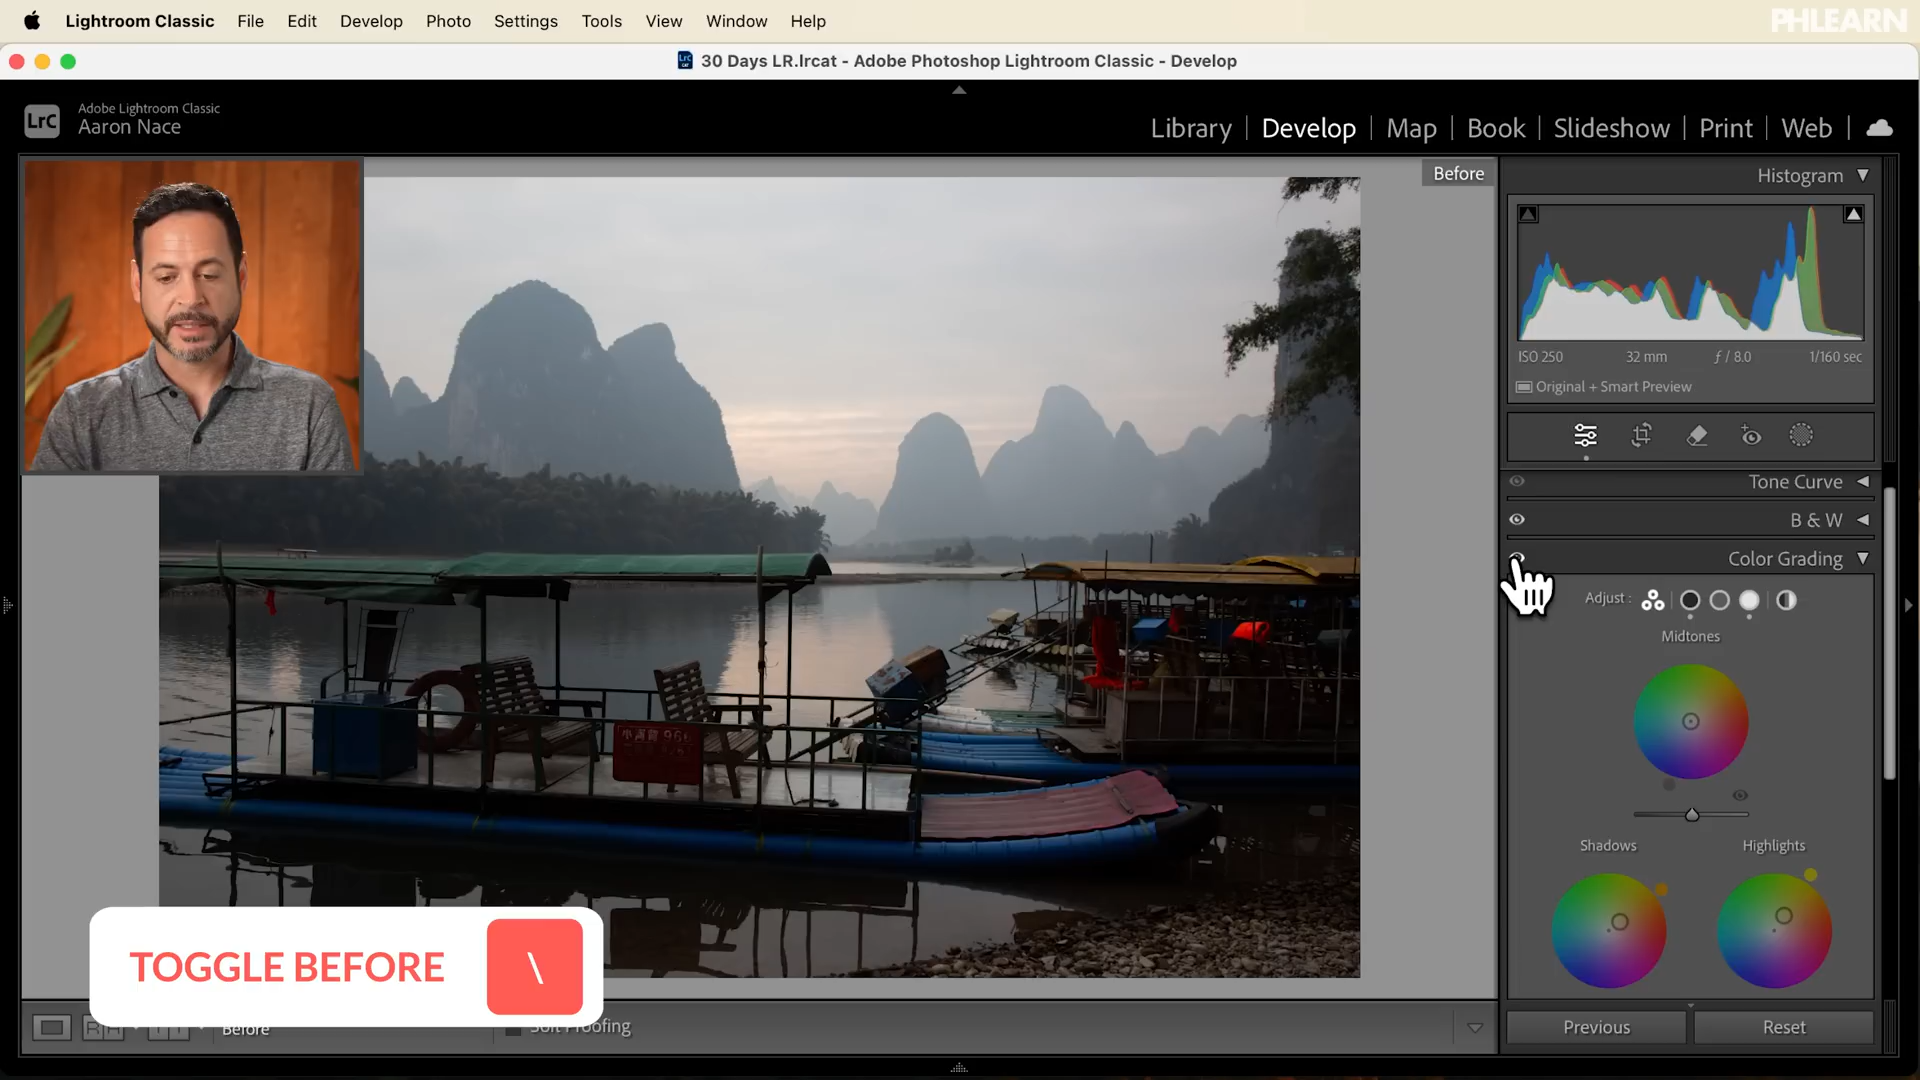 Lightroom Classic File Edit Develop Photo Settings Tools View Window Help
PHLEARN
30 Days LR.lrcat - Adobe Photoshop Lightroom Classic - Develop
LrC
Adobe Lightroom Classic
Aaron Nace
Library Develop Map Book Slideshow Print Web
Before
Histogram
ISO 250 32 mm ƒ / 8.0 1/160 sec
Original + Smart Preview
Tone Curve
B & W
Color Grading
Adjust :
Midtones
Shadows Highlights
TOGGLE BEFORE \
Before
Soft Proofing
Previous Reset